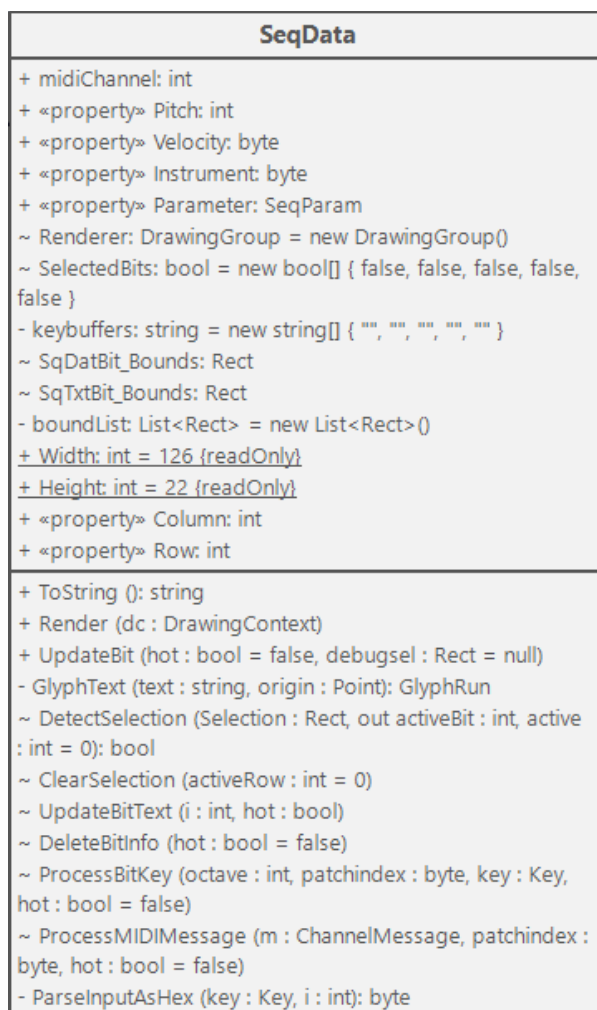 SeqData
+ midiChannel: int
+ «property» Pitch: int
+ «property» Velocity: byte
+ «property» Instrument: byte
+ «property» Parameter: SeqParam
~ Renderer: DrawingGroup = new DrawingGroup()
~ SelectedBits: bool = new bool[] { false, false, false, false,
false }
- keybuffers: string = new string[] { "", "", "", "", "" }
~ SqDatBit_Bounds: Rect
~ SqTxtBit_Bounds: Rect
- boundList: List<Rect> = new List<Rect>()
+ Width: int = 126 {readOnly}
+ Height: int = 22 {readOnly}
+ «property» Column: int
+ «property» Row: int
+ ToString (): string
+ Render (dc : DrawingContext)
+ UpdateBit (hot : bool = false, debugsel : Rect = null)
- GlyphText (text : string, origin : Point): GlyphRun
~ DetectSelection (Selection : Rect, out activeBit : int, active
: int = 0): bool
~ ClearSelection (activeRow : int = 0)
~ UpdateBitText (i : int, hot : bool)
~ DeleteBitInfo (hot : bool = false)
~ ProcessBitKey (octave : int, patchindex : byte, key : Key,
hot : bool = false)
~ ProcessMIDIMessage (m : ChannelMessage, patchindex :
byte, hot : bool = false)
- ParseInputAsHex (key : Key, i : int): byte